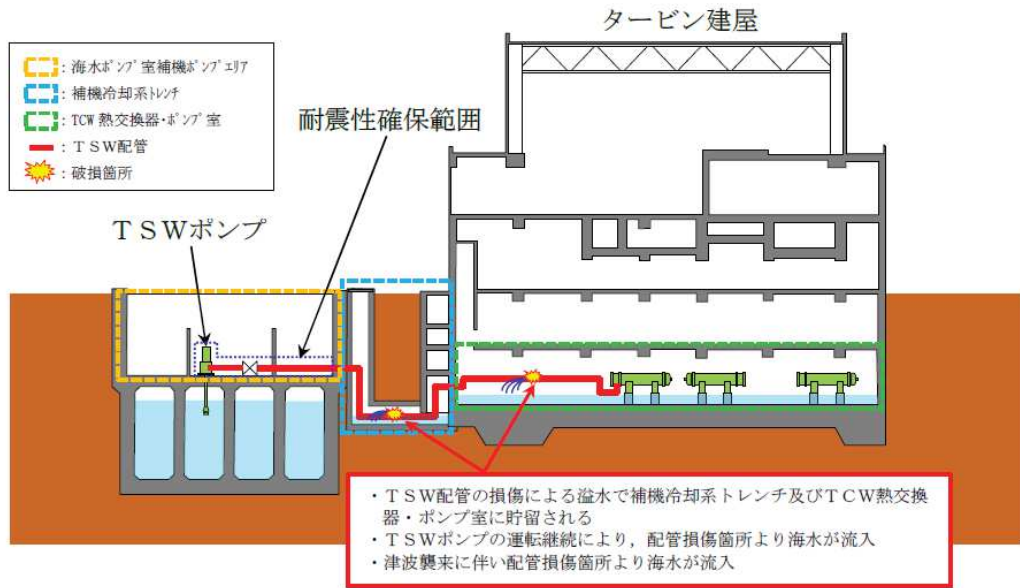 タービン建屋
：海水ポンプ室補機ポンプエリア
：補機冷却系トレンチ
：TCW 熱交換器・ポンプ室
：ＴＳＷ配管
：破損箇所
耐震性確保範囲
ＴＳＷポンプ
・ＴＳＷ配管の損傷による溢水で補機冷却系トレンチ及びＴＣＷ熱交換
器・ポンプ室に貯留される
・ＴＳＷポンプの運転継続により，配管損傷箇所より海水が流入
・津波襲来に伴い配管損傷箇所より海水が流入